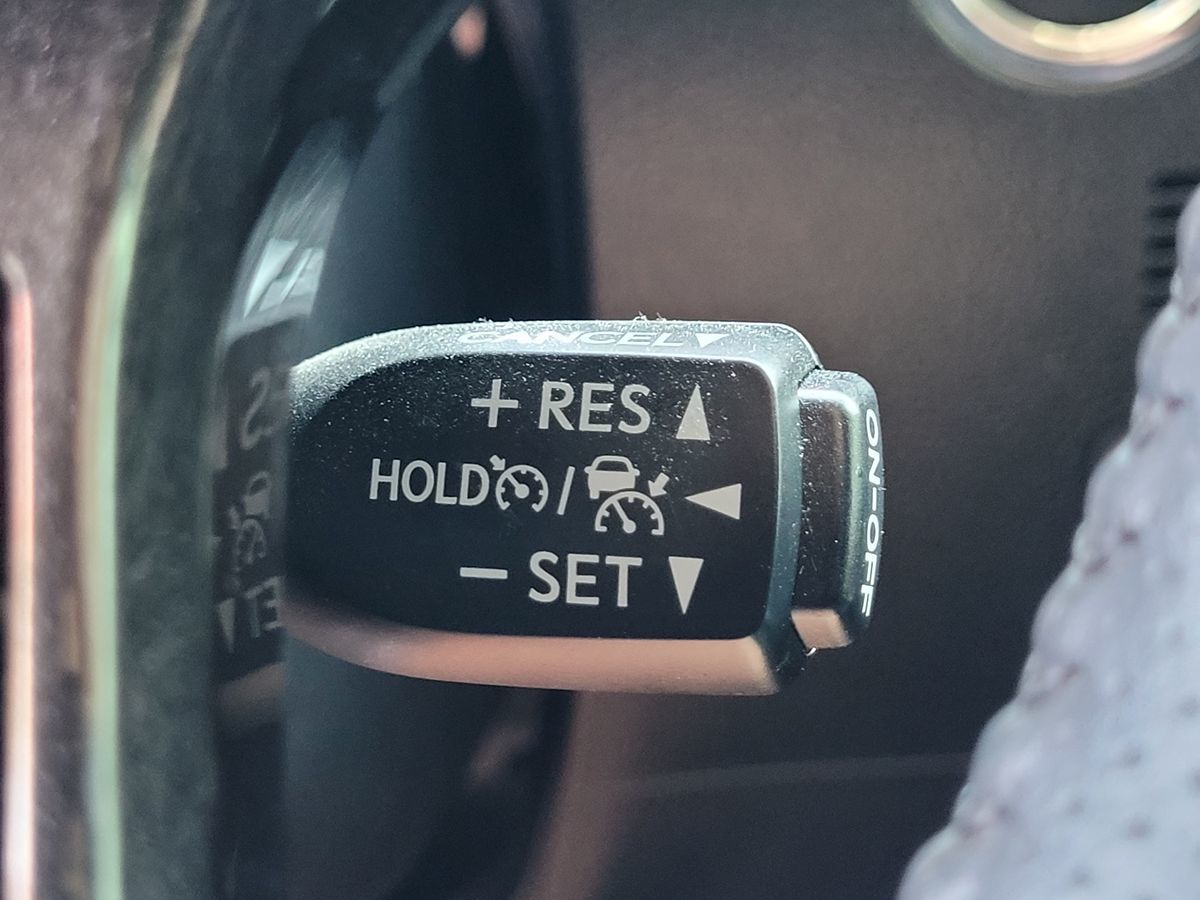 CANCEL▼
+ RES ▲
HOLD / ◀
− SET ▼
ON-OFF